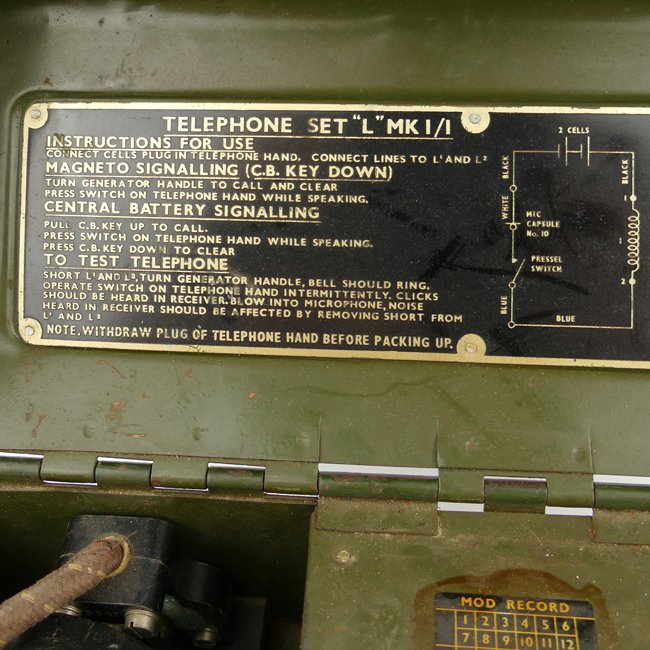 TELEPHONE SET "L" MK I/I
INSTRUCTIONS FOR USE
CONNECT CELLS PLUG IN TELEPHONE HAND. CONNECT LINES TO L¹ AND L²
MAGNETO SIGNALLING (C.B. KEY DOWN)
TURN GENERATOR HANDLE TO CALL AND CLEAR
PRESS SWITCH ON TELEPHONE HAND WHILE SPEAKING.
CENTRAL BATTERY SIGNALLING
PULL C.B. KEY UP TO CALL.
PRESS SWITCH ON TELEPHONE HAND WHILE SPEAKING.
PRESS C.B. KEY DOWN TO CLEAR
TO TEST TELEPHONE
SHORT L¹ AND L², TURN GENERATOR HANDLE, BELL SHOULD RING.
OPERATE SWITCH ON TELEPHONE HAND INTERMITTENTLY. CLICKS
SHOULD BE HEARD IN RECEIVER. BLOW INTO MICROPHONE, NOISE
HEARD IN RECEIVER SHOULD BE AFFECTED BY REMOVING SHORT FROM
L¹ AND L²
NOTE. WITHDRAW PLUG OF TELEPHONE HAND BEFORE PACKING UP.
2 CELLS
BLACK
BLACK
WHITE
MIC
CAPSULE
No. 10
PRESSEL
SWITCH
1
2
BLUE
BLUE
MOD RECORD
1 2 3 4 5 6
7 8 9 10 11 12